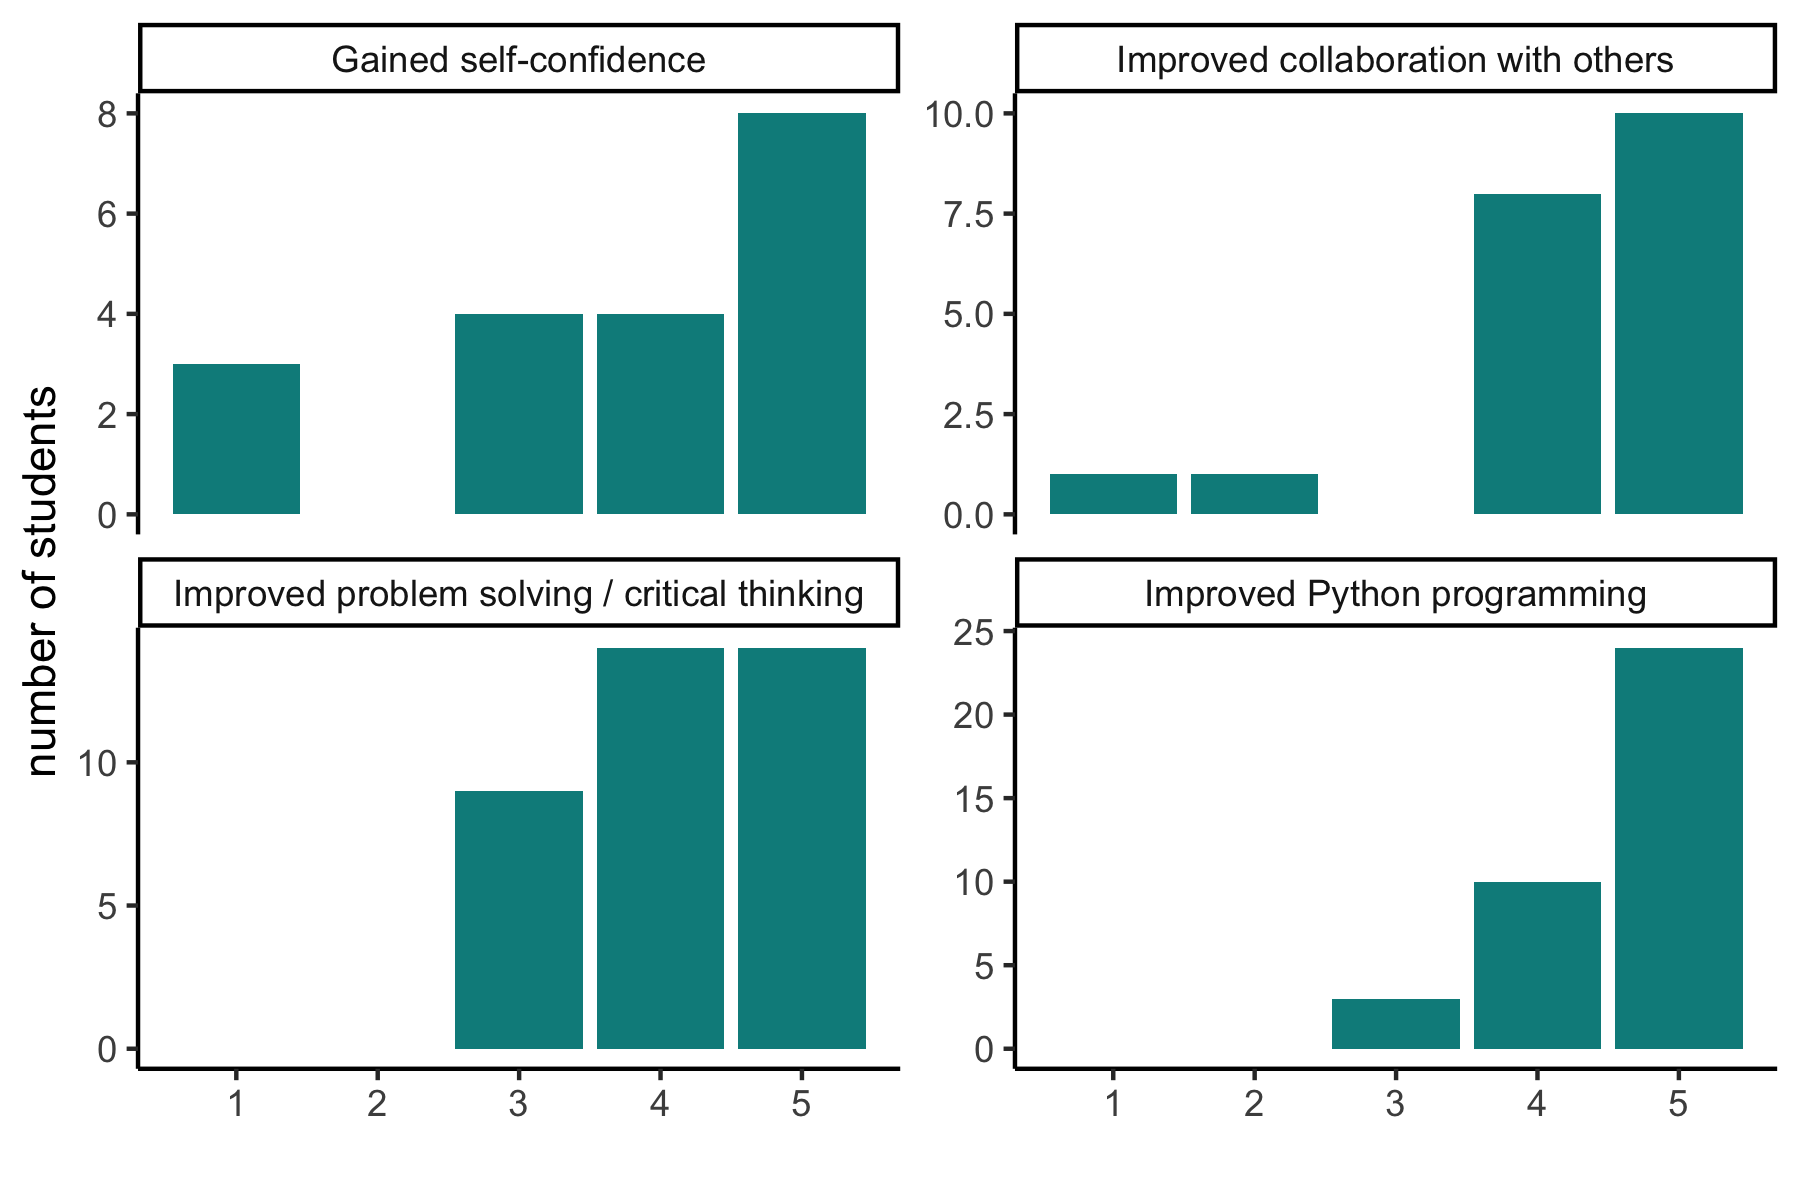 number of students
Gained self-confidence
8
6
4
2
0
Improved collaboration with others
10.0
7.5
5.0
2.5
0.0
Improved problem solving / critical thinking
10
5
0
1 2 3 4 5
Improved Python programming
25
20
15
10
5
0
1 2 3 4 5